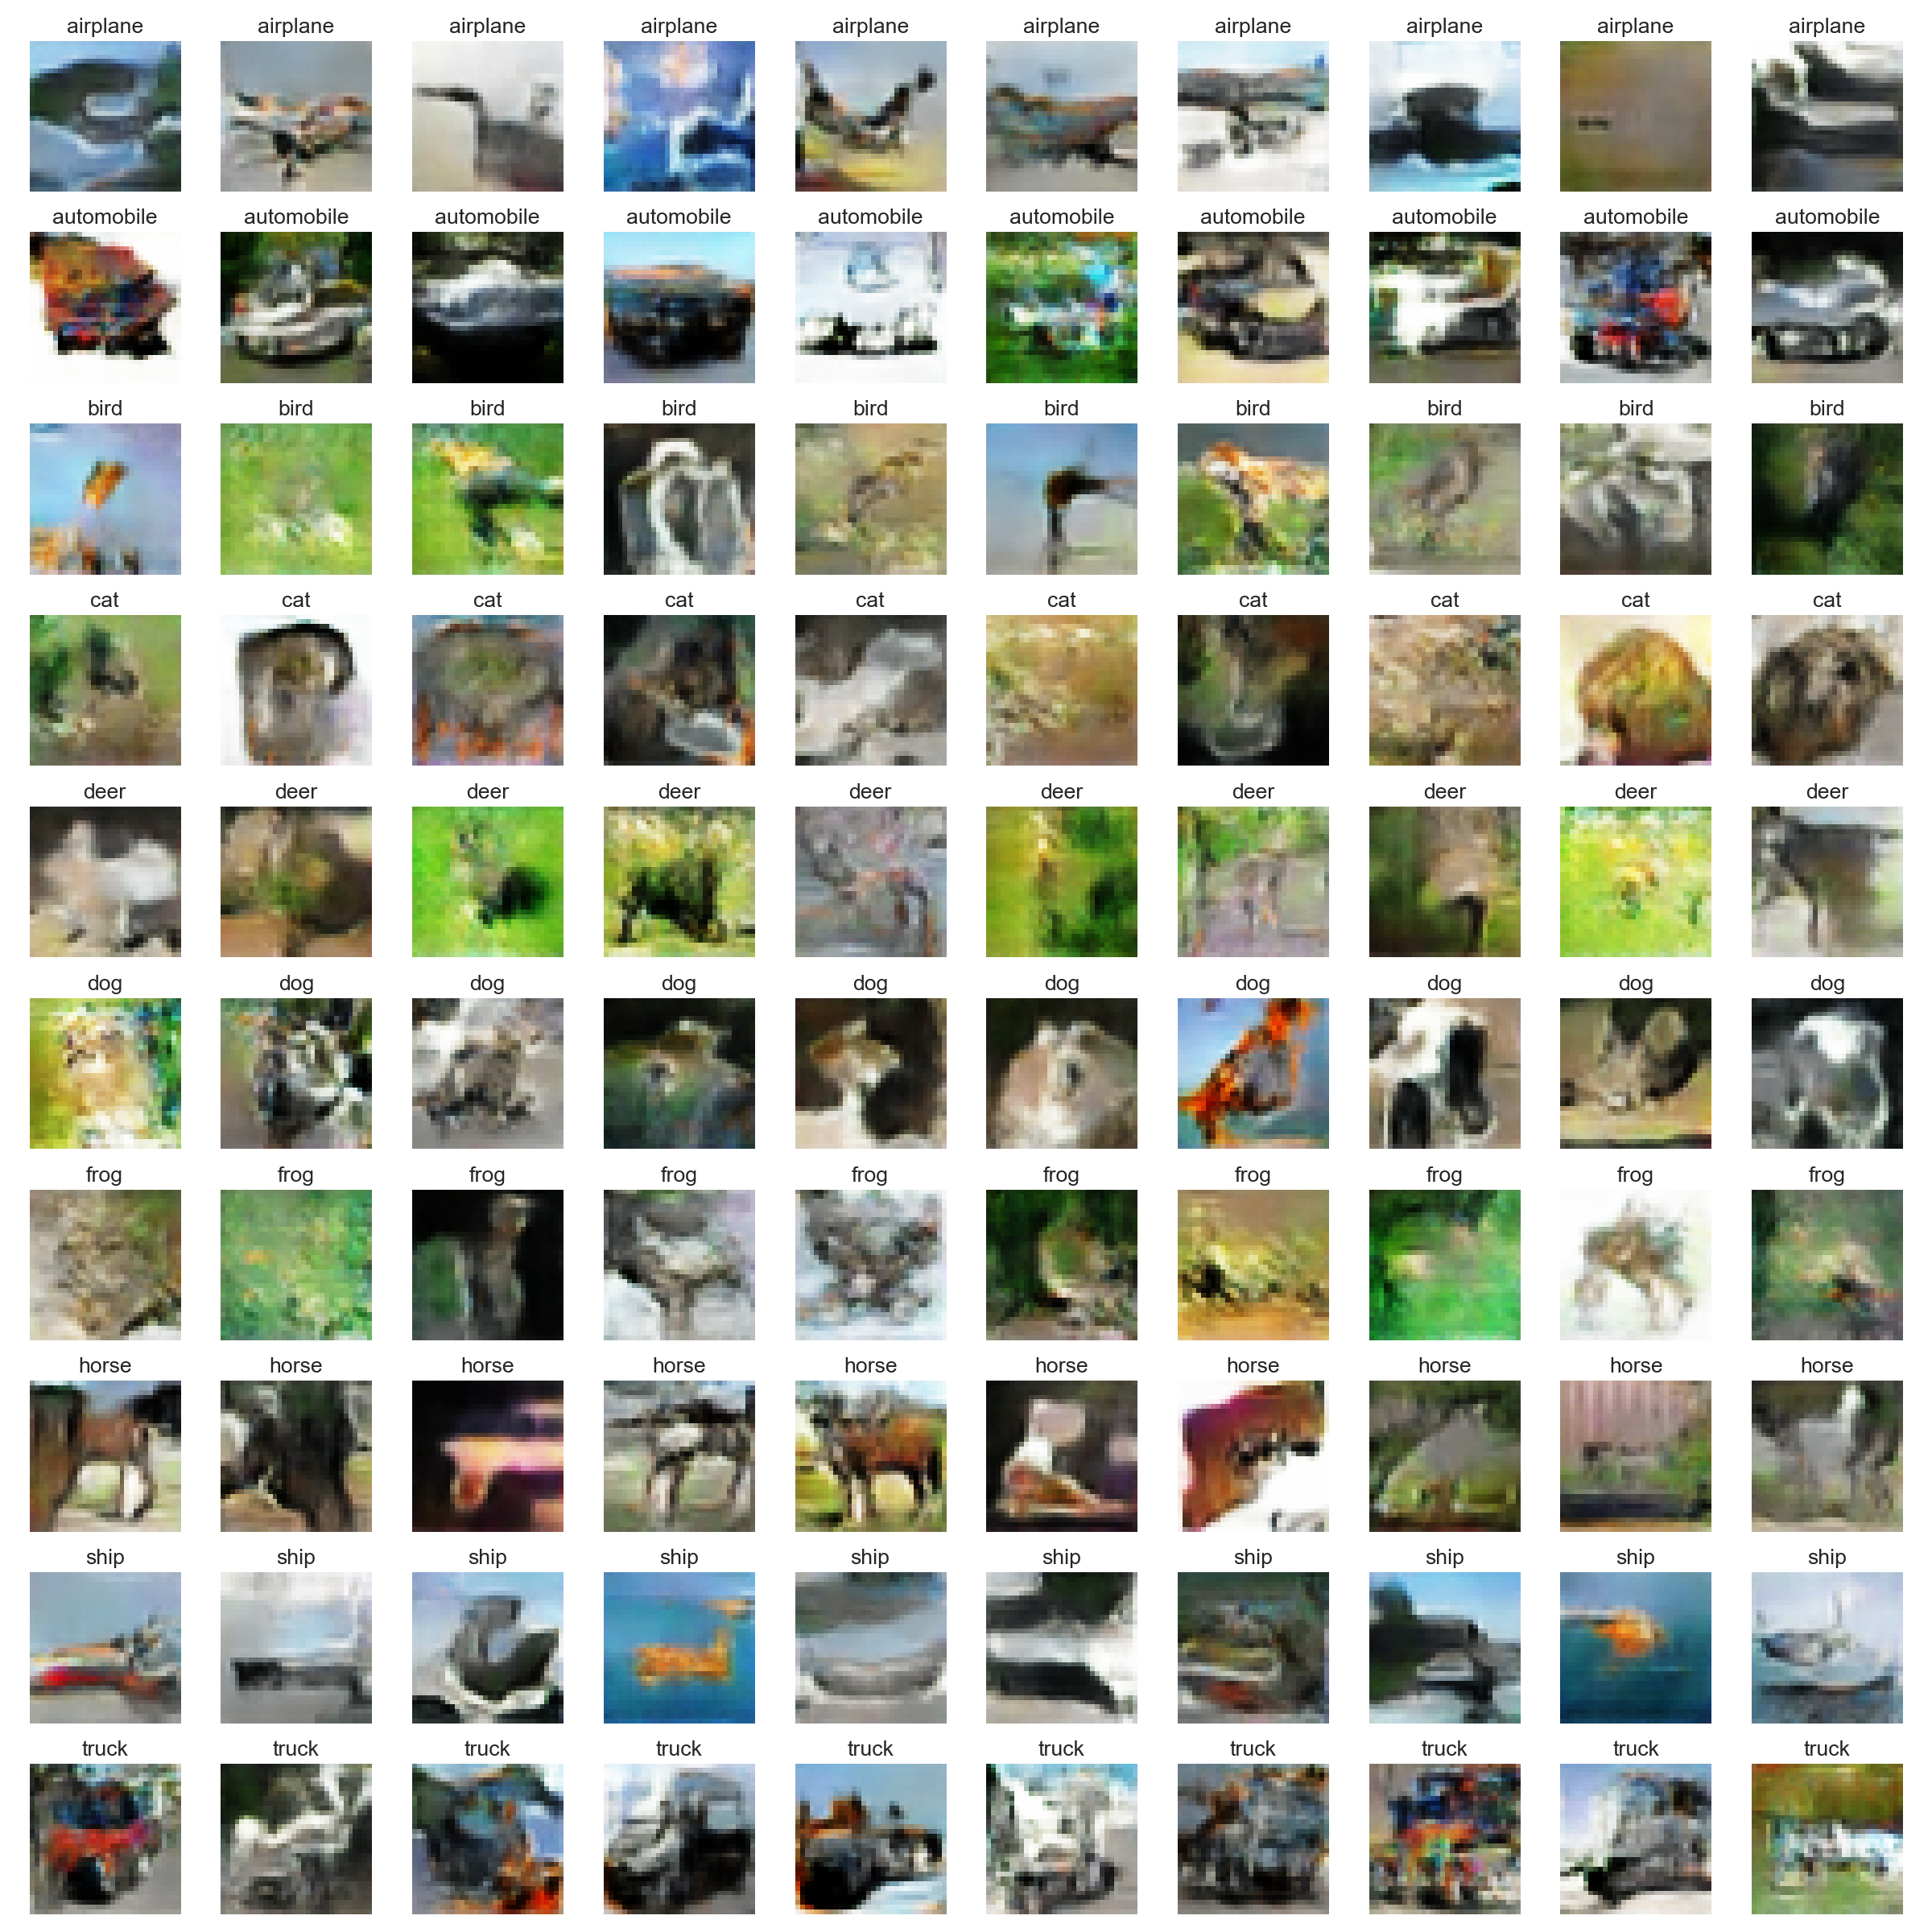 airplane airplane airplane airplane airplane airplane airplane airplane airplane airplane
automobile automobile automobile automobile automobile automobile automobile automobile automobile automobile
bird bird bird bird bird bird bird bird bird bird
cat cat cat cat cat cat cat cat cat cat
deer deer deer deer deer deer deer deer deer deer
dog dog dog dog dog dog dog dog dog dog
frog frog frog frog frog frog frog frog frog frog
horse horse horse horse horse horse horse horse horse horse
ship ship ship ship ship ship ship ship ship ship
truck truck truck truck truck truck truck truck truck truck